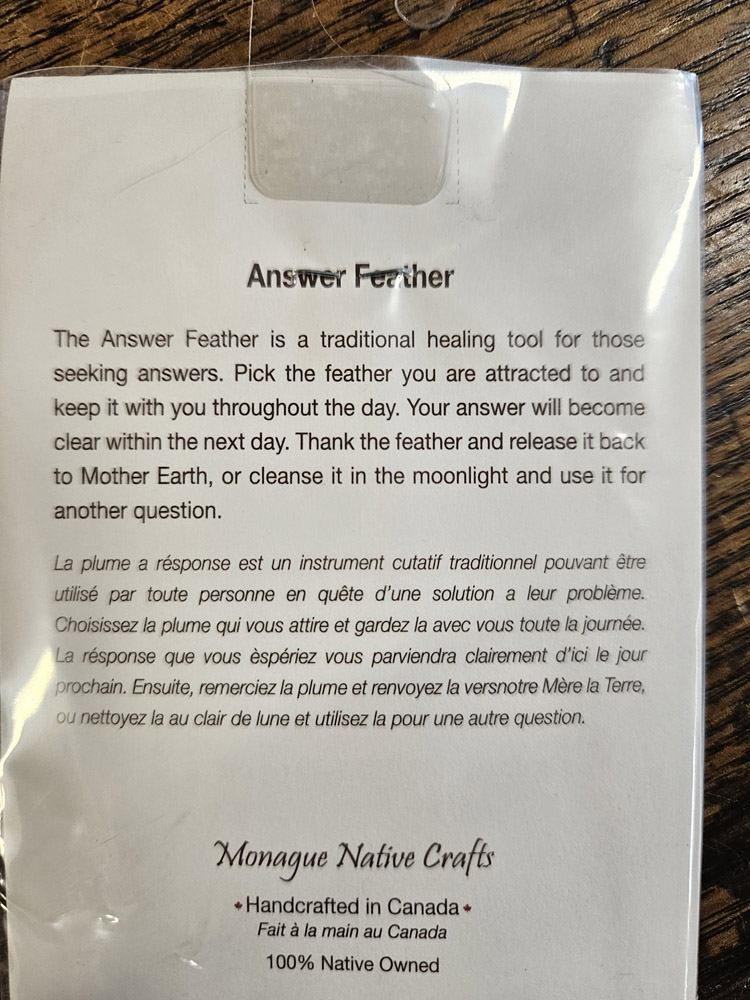 Answer Feather
The Answer Feather is a traditional healing tool for those
seeking answers. Pick the feather you are attracted to and
keep it with you throughout the day. Your answer will become
clear within the next day. Thank the feather and release it back
to Mother Earth, or cleanse it in the moonlight and use it for
another question.
La plume a résponse est un instrument cutatif traditionnel pouvant être
utilisé par toute personne en quête d'une solution a leur problème.
Choisissez la plume qui vous attire et gardez la avec vous toute la journée.
La résponse que vous èspériez vous parviendra clairement d'ici le jour
prochain. Ensuite, remerciez la plume et renvoyez la versnotre Mère la Terre,
ou nettoyez la au clair de lune et utilisez la pour une autre question.
Monague Native Crafts
Handcrafted in Canada
Fait à la main au Canada
100% Native Owned